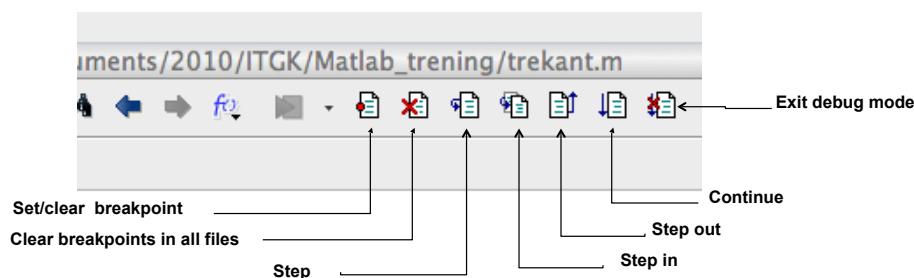 uments/2010/ITGK/Matlab_trening/trekant.m
Exit debug mode
Set/clear breakpoint
Continue
Clear breakpoints in all files
Step out
Step in
Step